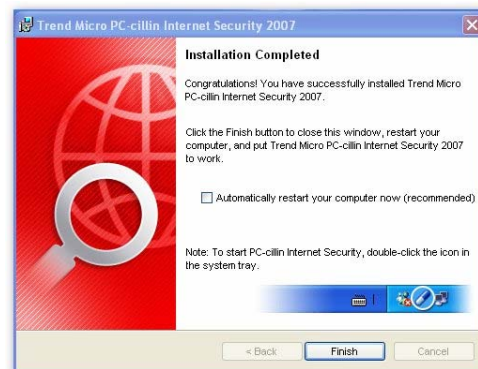 Trend Micro PC-cillin Internet Security 2007
Installation Completed
Congratulations! You have successfully installed Trend Micro
PC-cillin Internet Security 2007.
Click the Finish button to close this window, restart your
computer, and put Trend Micro PC-cillin Internet Security 2007
to work.
Automatically restart your computer now (recommended)
Note: To start PC-cillin Internet Security, double-click the icon in
the system tray.
< Back Finish Cancel